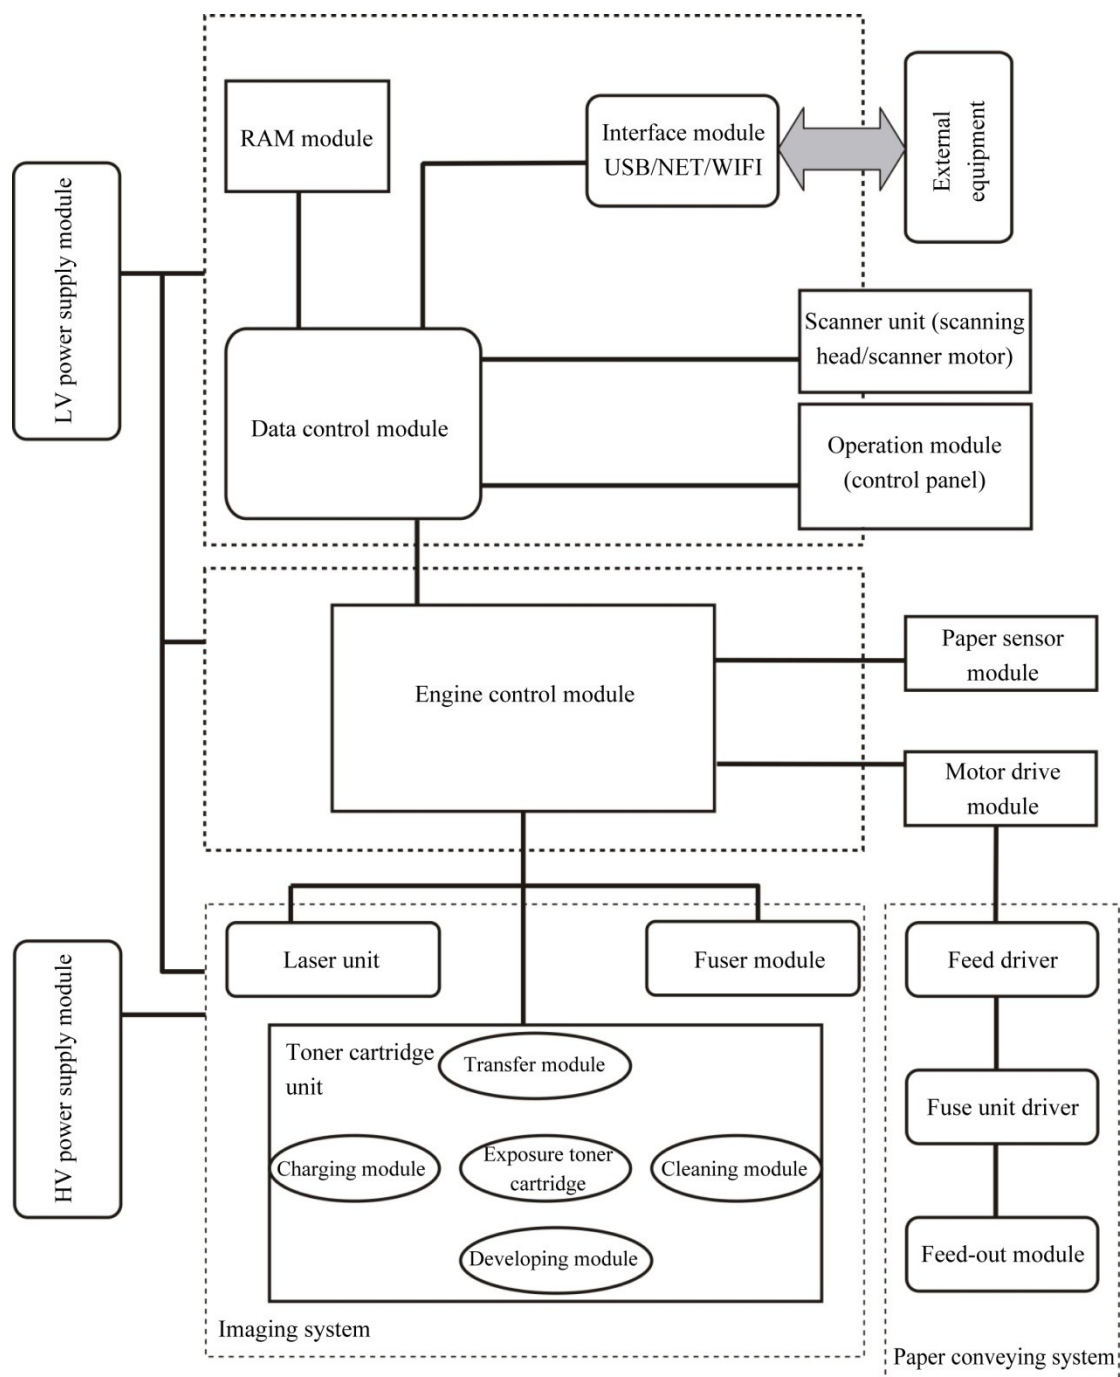 RAM module
Interface module
USB/NET/WIFI
External
equipment
LV power supply module
Scanner unit (scanning
head/scanner motor)
Data control module
Operation module
(control panel)
Engine control module
Paper sensor
module
Motor drive
module
HV power supply module
Laser unit
Fuser module
Feed driver
Toner cartridge
unit
Transfer module
Fuse unit driver
Charging module
Exposure toner
cartridge
Cleaning module
Developing module
Feed-out module
Imaging system
Paper conveying system